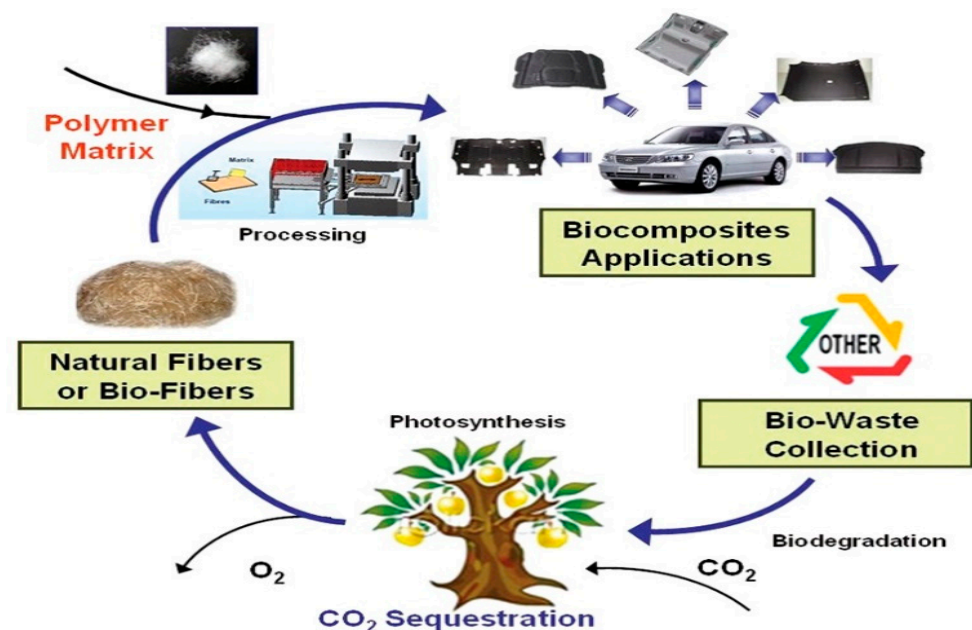 Polymer
Matrix
Matrix
Fibres
Processing
Biocomposites
Applications
OTHER
Natural Fibers
or Bio-Fibers
Bio-Waste
Collection
Photosynthesis
Biodegradation
O₂
CO₂
CO₂ Sequestration